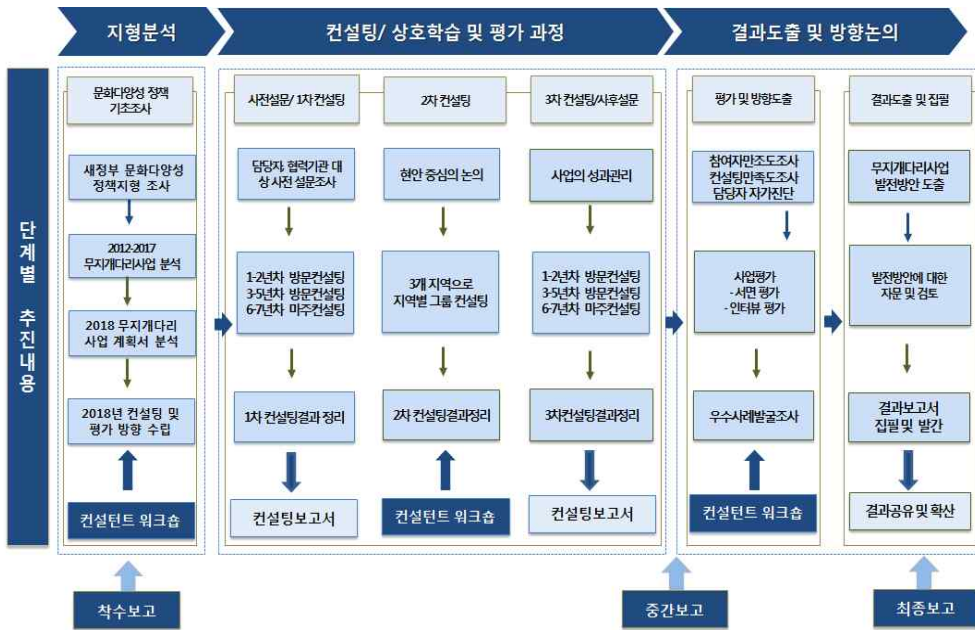 지형분석
컨설팅/ 상호학습 및 평가 과정
결과도출 및 방향논의
단계별 추진내용
문화다양성 정책
기초조사
새정부 문화다양성
정책지형 조사
2012-2017
무지개다리사업 분석
2018 무지개다리
사업 계획서 분석
2018년 컨설팅 및
평가 방향 수립
컨설턴트 워크숍
사전설문/ 1차 컨설팅
담당자, 협력기관 대
상 사전 설문조사
1-2년차 방문컨설팅
3-5년차 방문컨설팅
6-7년차 마주컨설팅
1차 컨설팅결과 정리
컨설팅보고서
2차 컨설팅
현안 중심의 논의
3개 지역으로
지역별 그룹 컨설팅
2차 컨설팅결과정리
컨설턴트 워크숍
3차 컨설팅/사후설문
사업의 성과관리
1-2년차 방문컨설팅
3-5년차 방문컨설팅
6-7년차 마주컨설팅
3차컨설팅결과정리
컨설팅보고서
평가 및 방향도출
참여자만조도조사
컨설팅만족도조사
담당자 자가진단
사업평가
- 서면 평가
- 인터뷰 평가
우수사례발굴조사
컨설턴트 워크숍
결과도출 및 집필
무지개다리사업
발전방안 도출
발전방안에 대한
자문 및 검토
결과보고서
집필 및 발간
결과공유 및 확산
착수보고
중간보고
최종보고